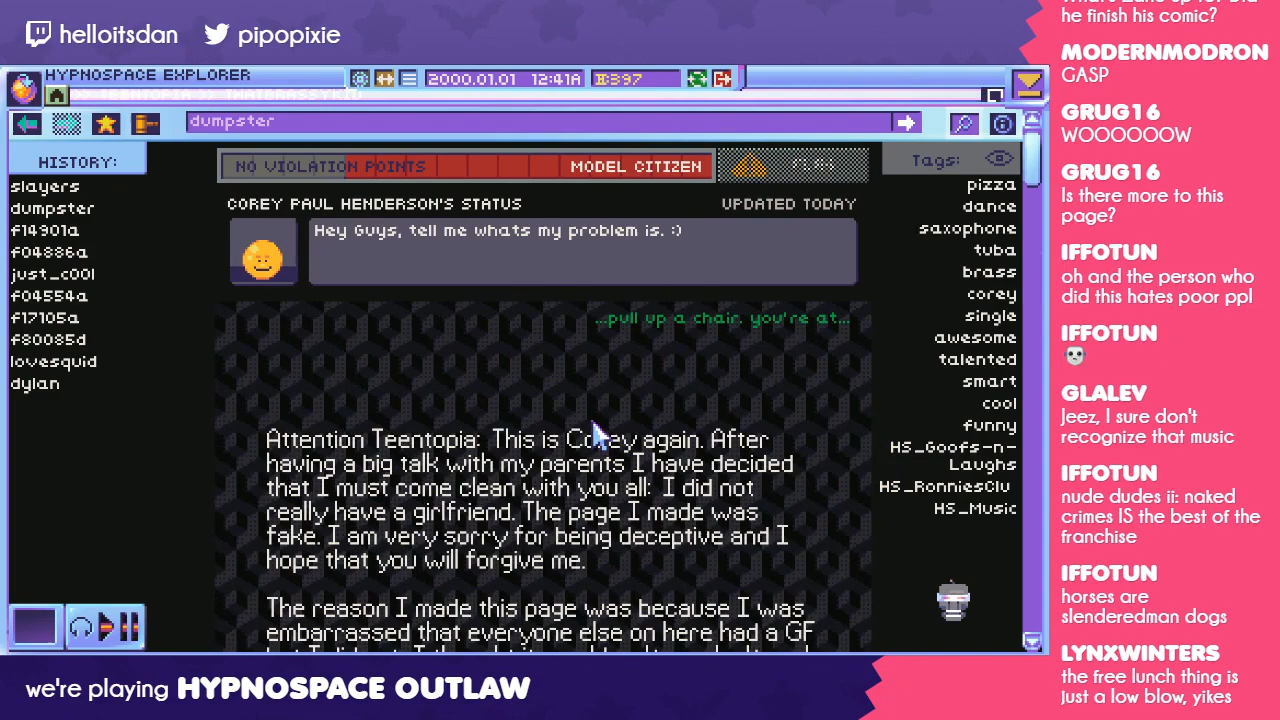 helloitsdan pipopixie
HYPNOSPACE EXPLORER
2000.01.01 12:41A
397
dumpster
HISTORY:
slayers
dumpster
f14901a
f04886a
just_c00l
f04554a
f17105a
f80085d
lovesquid
dylan
NO VIOLATION POINTS MODEL CITIZEN
COREY PAUL HENDERSON'S STATUS UPDATED TODAY
Hey Guys, tell me whats my problem is. :)
...pull up a chair, you're at...
Attention Teentopia: This is Corey again. After
having a big talk with my parents I have decided
that I must come clean with you all: I did not
really have a girlfriend. The page I made was
fake. I am very sorry for being deceptive and I
hope that you will forgive me.
The reason I made this page was because I was
embarrassed that everyone else on here had a GF
Tags:
pizza
dance
saxophone
tuba
brass
corey
single
awesome
talented
smart
cool
funny
HS_Goofs-n-
Laughs
HS_RonniesClu
HS_Music
he finish his comic?
MODERNMODRON
GASP
GRUG16
WOOOOOOW
GRUG16
Is there more to this
page?
IFFOTUN
oh and the person who
did this hates poor ppl
IFFOTUN
GLALEV
Jeez, I sure don't
recognize that music
IFFOTUN
nude dudes ii: naked
crimes IS the best of the
franchise
IFFOTUN
horses are
slenderedman dogs
LYNXWINTERS
the free lunch thing is
just a low blow, yikes
we're playing HYPNOSPACE OUTLAW